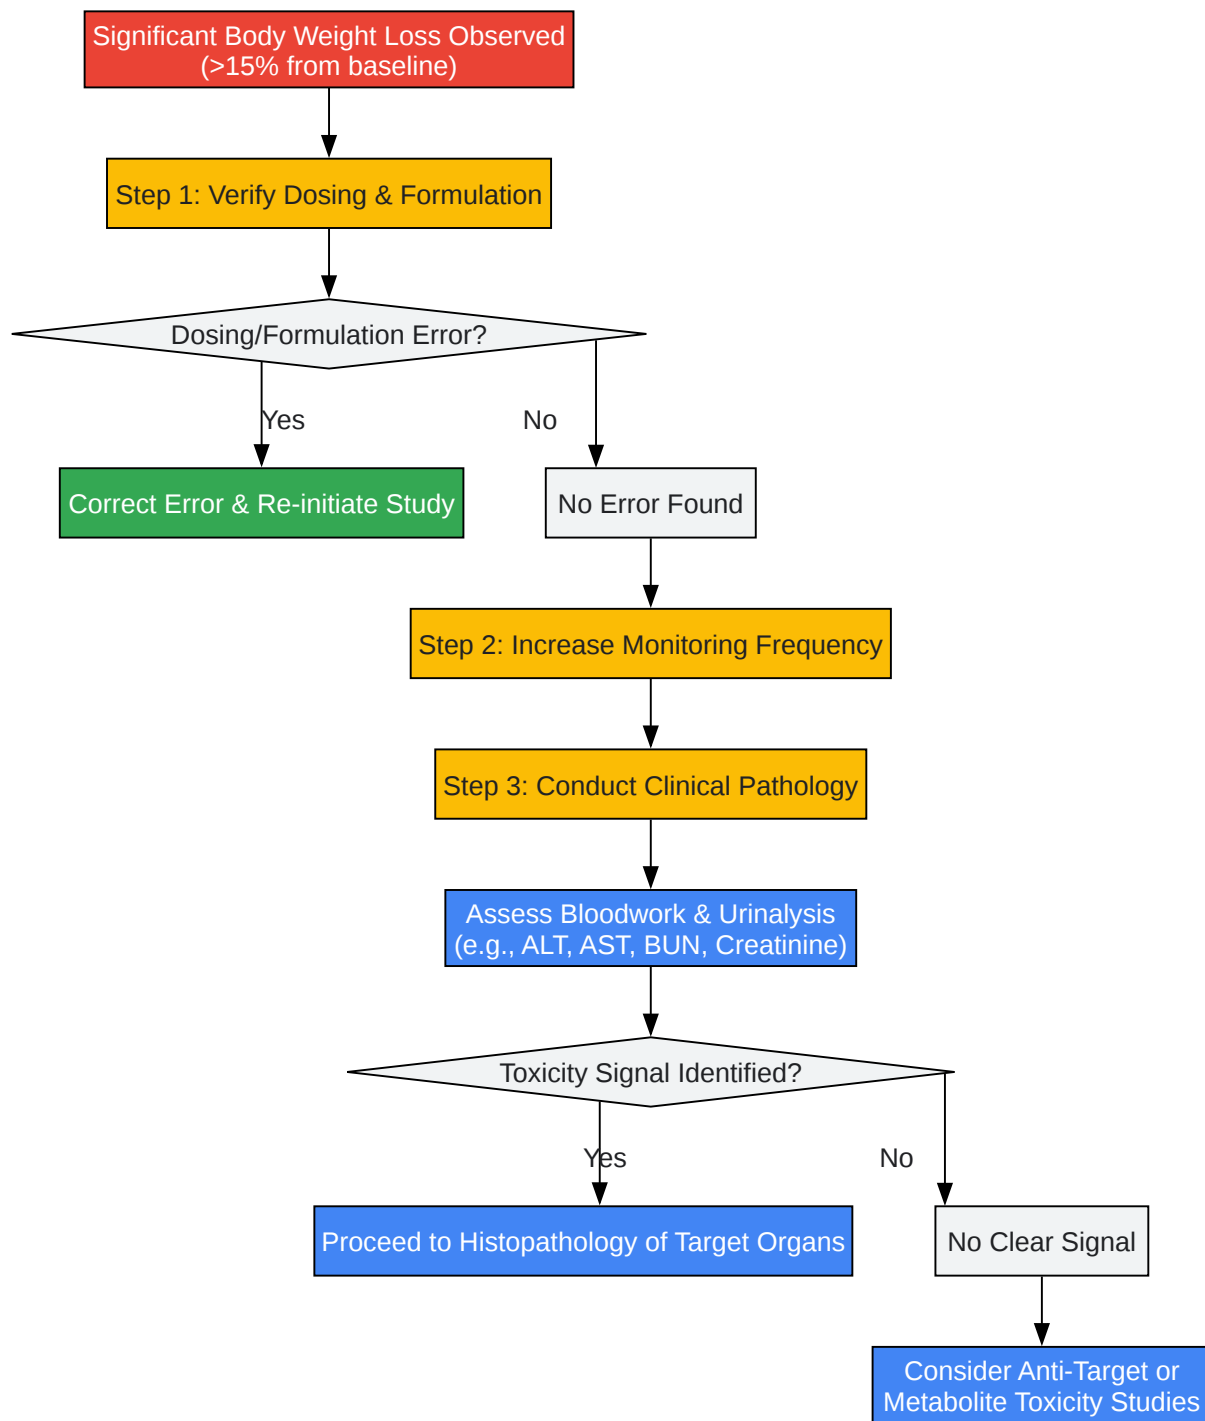 Significant Body Weight Loss Observed
(>15% from baseline)
Step 1: Verify Dosing & Formulation
Dosing/Formulation Error?
Yes
No
Correct Error & Re-initiate Study
No Error Found
Step 2: Increase Monitoring Frequency
Step 3: Conduct Clinical Pathology
Assess Bloodwork & Urinalysis
(e.g., ALT, AST, BUN, Creatinine)
Toxicity Signal Identified?
Yes
No
Proceed to Histopathology of Target Organs
No Clear Signal
Consider Anti-Target or
Metabolite Toxicity Studies